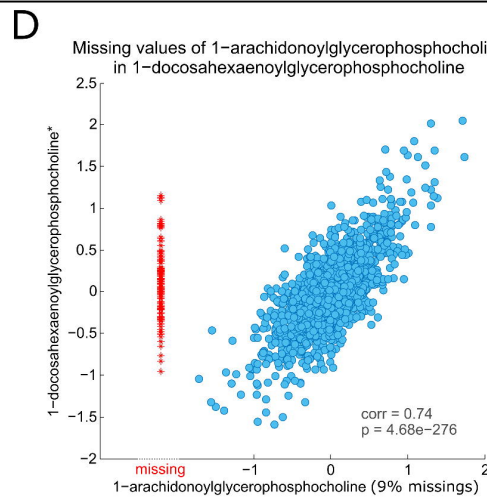 D
Missing values of 1−arachidonoylglycerophosphocholi
in 1−docosahexaenoylglycerophosphocholine
2.5
2
1.5
1
0.5
0
−0.5
−1
−1.5
−2
1−docosahexaenoylglycerophosphocholine*
corr = 0.74
p = 4.68e−276
missing
−1
0
1
2
1−arachidonoylglycerophosphocholine (9% missings)